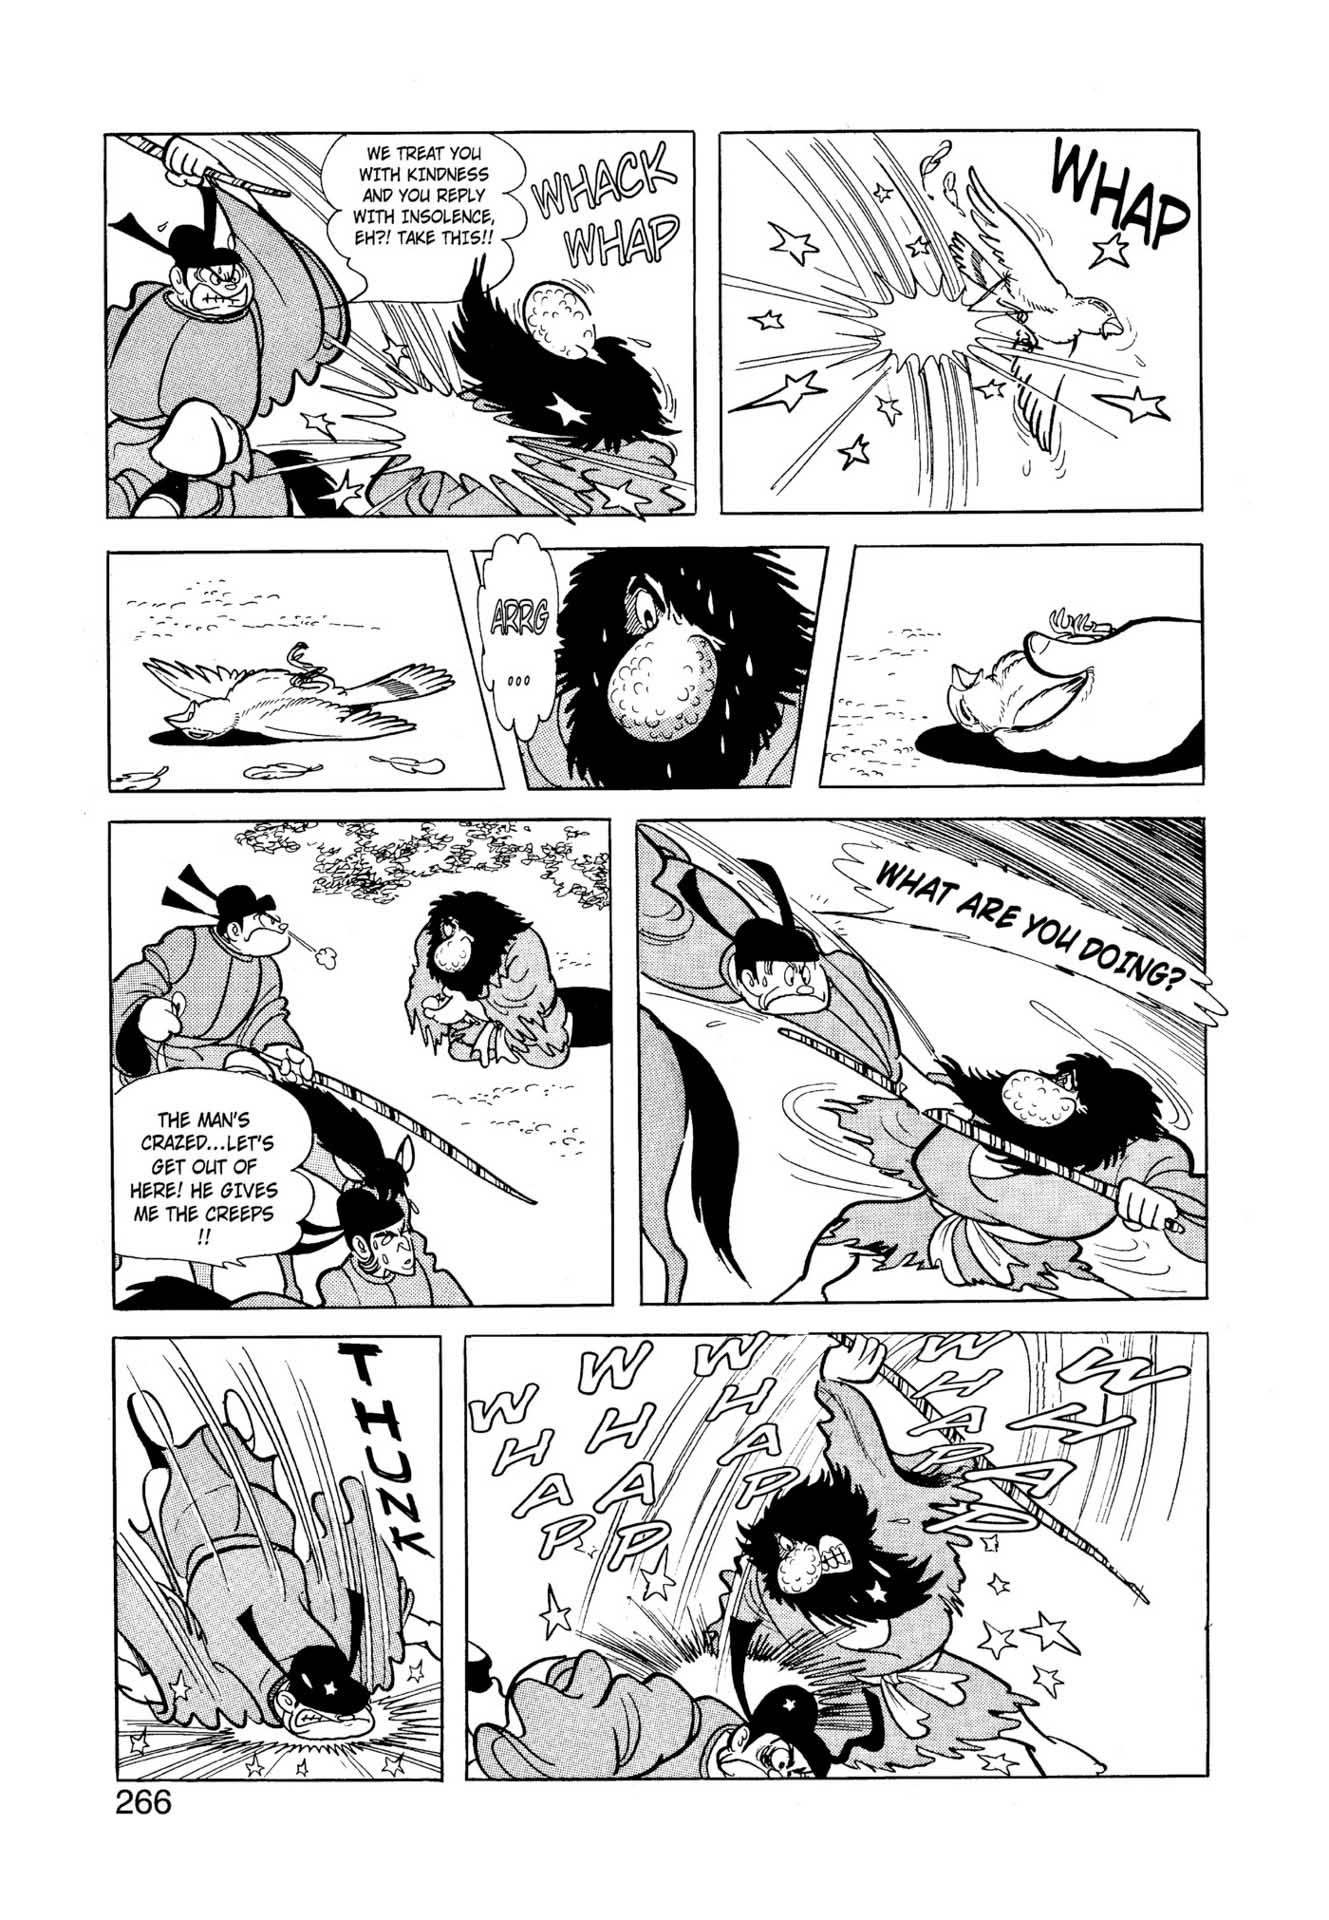 WE TREAT YOU
WITH KINDNESS
AND YOU REPLY
WITH INSOLENCE,
EH?! TAKE THIS!!
WHACK
WHAP
WHAP
ARRG
...
THE MAN'S
CRAZED...LET'S
GET OUT OF
HERE! HE GIVES
ME THE CREEPS
!!
WHAT ARE YOU DOING?
THUNK
WHAP
WHAP
WHAP
WHAP
WHAP
266